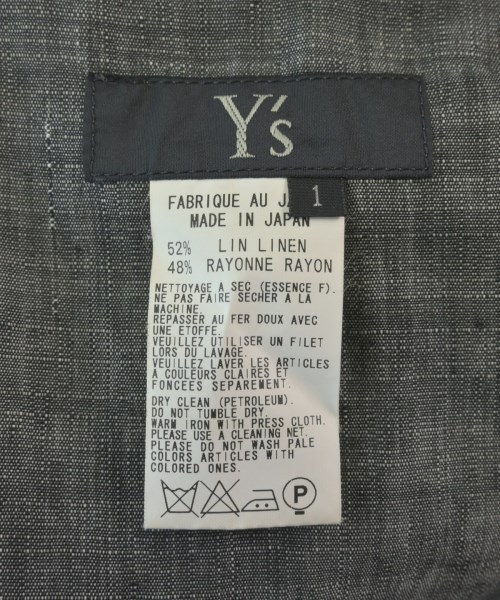 Y's
1
FABRIQUE AU
MADE IN JAPAN
52% LIN LINEN
48% RAYONNE RAYON
NETTOYAGE A SEC (ESSENCE F).
NE PAS FAIRE SECHER A LA
MACHINE.
REPASSER AU FER DOUX AVEC
UNE ETOFFE.
VEUILLEZ UTILISER UN FILET
LORS DU LAVAGE.
VEUILLEZ LAVER LES ARTICLES
A COULEURS CLAIRES ET
FONCEES SEPAREMENT.
DRY CLEAN (PETROLEUM).
DO NOT TUMBLE DRY.
WARM IRON WITH PRESS CLOTH.
PLEASE USE A CLEANING NET.
PLEASE DO NOT WASH PALE
COLORS ARTICLES WITH
COLORED ONES.
P